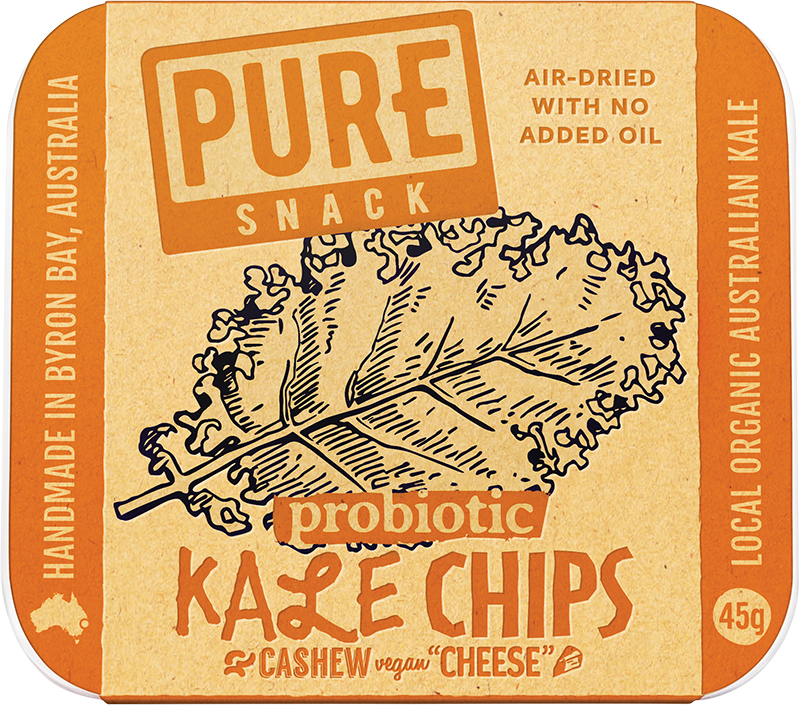 PURE
SNACK
AIR-DRIED
WITH NO
ADDED OIL
HANDMADE IN BYRON BAY, AUSTRALIA
LOCAL ORGANIC AUSTRALIAN KALE
probiotic
KALE CHIPS
CASHEW vegan "CHEESE"
45g